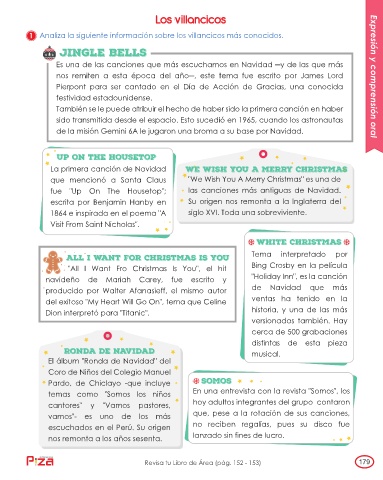 Los villancicos
1 Analiza la siguiente información sobre los villancicos más conocidos.
JINGLE BELLS
Es una de las canciones que más escuchamos en Navidad —y de las que más
nos remiten a esta época del año—, este tema fue escrito por James Lord
Pierpont para ser cantado en el Día de Acción de Gracias, una conocida
festividad estadounidense.
También se le puede atribuir el hecho de haber sido la primera canción en haber
sido transmitida desde el espacio. Esto sucedió en 1965, cuando los astronautas
de la misión Gemini 6A le jugaron una broma a su base por Navidad.
UP ON THE HOUSETOP
La primera canción de Navidad
que mencionó a Santa Claus
fue "Up On The Housetop";
escrita por Benjamin Hanby en
1864 e inspirada en el poema "A
Visit From Saint Nicholas".
WE WISH YOU A MERRY CHRISTMAS
"We Wish You A Merry Christmas" es una de
las canciones más antiguas de Navidad.
Su origen nos remonta a la Inglaterra del
siglo XVI. Toda una sobreviviente.
ALL I WANT FOR CHRISTMAS IS YOU
"All I Want Fro Christmas Is You", el hit
navideño de Mariah Carey, fue escrito y
producido por Walter Afanasieff, el mismo autor
del exitoso "My Heart Will Go On", tema que Celine
Dion interpretó para "Titanic".
WHITE CHRISTMAS
Tema interpretado por
Bing Crosby en la película
"Holiday Inn", es la canción
de Navidad que más
ventas ha tenido en la
historia, y una de las más
versionadas también. Hay
cerca de 500 grabaciones
distintas de esta pieza
musical.
RONDA DE NAVIDAD
El álbum "Ronda de Navidad" del
Coro de Niños del Colegio Manuel
Pardo, de Chiclayo -que incluye
temas como "Somos los niños
cantores" y "Vamos pastores,
vamos"- es uno de los más
escuchados en el Perú. Su origen
nos remonta a los años sesenta.
SOMOS
En una entrevista con la revista "Somos", los
hoy adultos integrantes del grupo contaron
que, pese a la rotación de sus canciones,
no reciben regalías, pues su disco fue
lanzado sin fines de lucro.
Revisa tu Libro de Área (pág. 152 - 153)
179
Expresión y comprensión oral